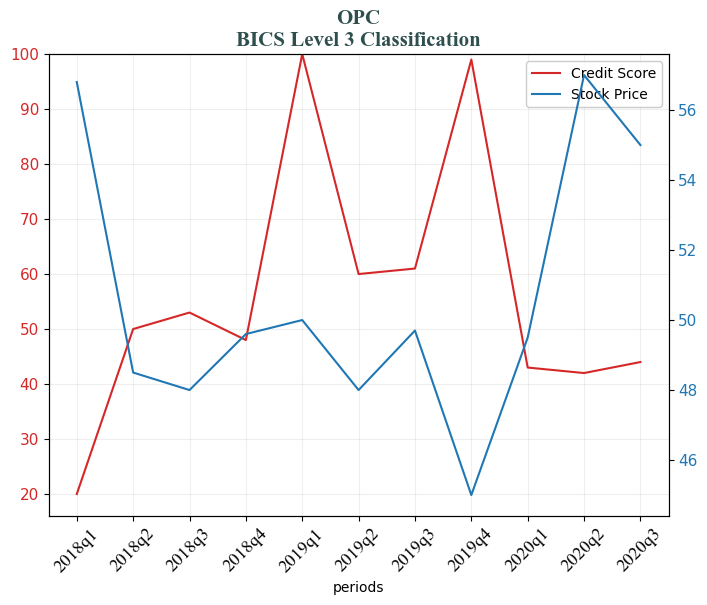 OPC
BICS Level 3 Classification
Credit Score
Stock Price
100
90
80
70
60
50
40
30
20
56
54
52
50
48
46
2018q1
2018q2
2018q3
2018q4
2019q1
2019q2
2019q3
2019q4
2020q1
2020q2
2020q3
periods